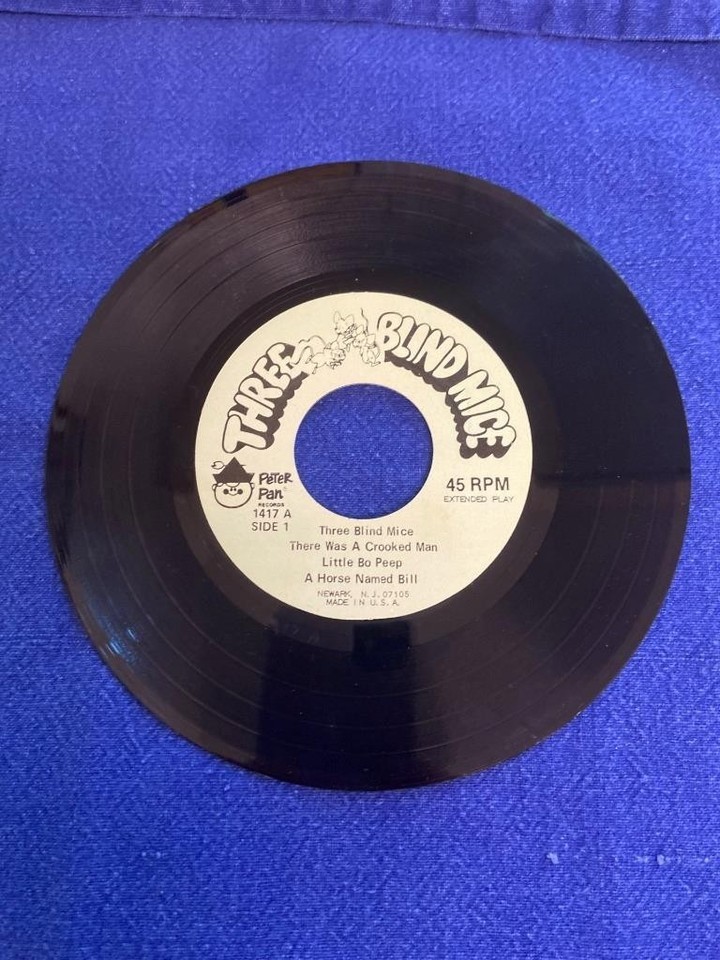 THREE BLIND MICE
PETER
PAN
RECORDS
1417 A
SIDE 1
45 RPM
EXTENDED PLAY
Three Blind Mice
There Was A Crooked Man
Little Bo Peep
A Horse Named Bill
NEWARK, N.J. 07105
MADE IN U.S.A.